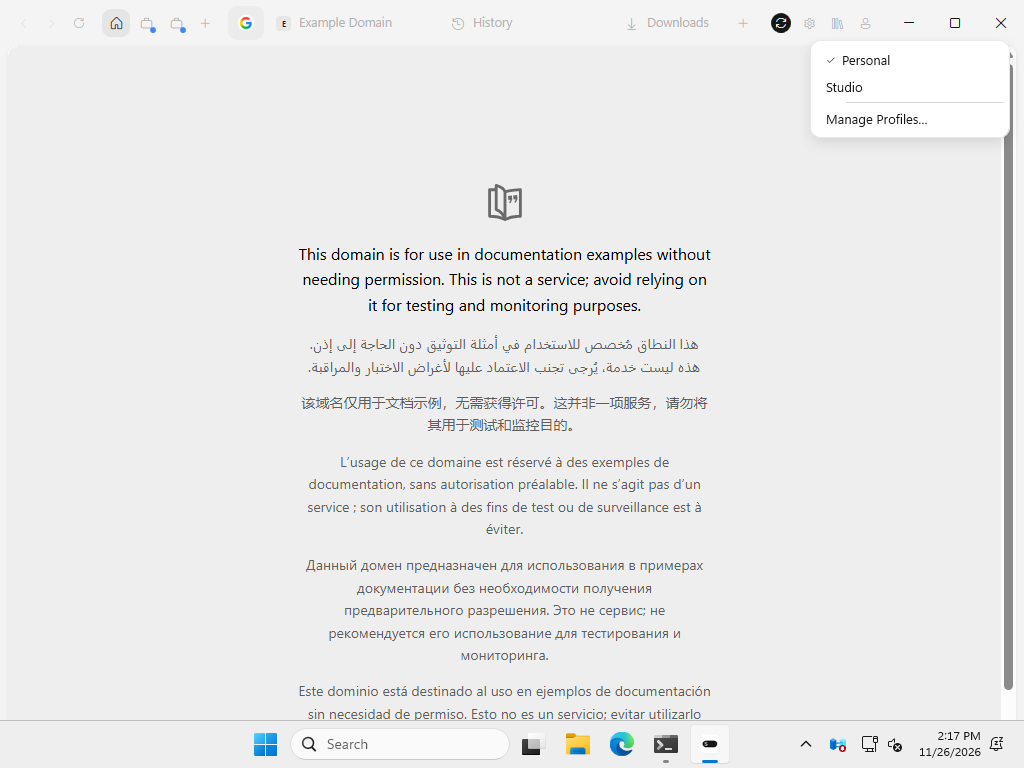 E Example Domain History Downloads
Personal
Studio
Manage Profiles...
This domain is for use in documentation examples without
needing permission. This is not a service; avoid relying on
it for testing and monitoring purposes.
هذا النطاق مُخصص للاستخدام في أمثلة التوثيق دون الحاجة إلى إذن.
هذه ليست خدمة، يُرجى تجنب الاعتماد عليها لأغراض الاختبار والمراقبة.
该域名仅用于文档示例，无需获得许可。这并非一项服务，请勿将
其用于测试和监控目的。
L’usage de ce domaine est réservé à des exemples de
documentation, sans autorisation préalable. Il ne s’agit pas d’un
service ; son utilisation à des fins de test ou de surveillance est à
éviter.
Данный домен предназначен для использования в примерах
документации без необходимости получения
предварительного разрешения. Это не сервис; не
рекомендуется его использование для тестирования и
мониторинга.
Este dominio está destinado al uso en ejemplos de documentación
sin necesidad de permiso. Esto no es un servicio; evitar utilizarlo
Search
2:17 PM
11/26/2026